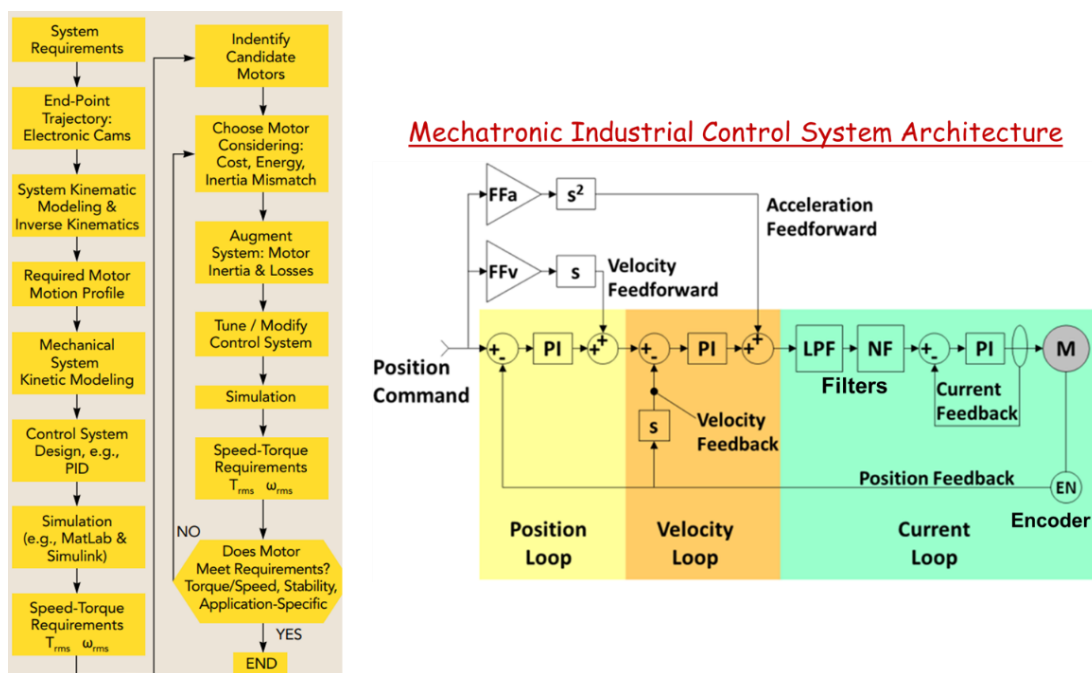 System
Requirements
End-Point
Trajectory:
Electronic Cams
System Kinematic
Modeling &
Inverse Kinematics
Required Motor
Motion Profile
Mechanical
System
Kinetic Modeling
Control System
Design, e.g.,
PID
Simulation
(e.g., MatLab &
Simulink)
Speed-Torque
Requirements
Trms ωrms
Indentify
Candidate
Motors
Choose Motor
Considering:
Cost, Energy,
Inertia Mismatch
Augment
System: Motor
Inertia & Losses
Tune / Modify
Control System
Simulation
Speed-Torque
Requirements
Trms ωrms
NO
Does Motor
Meet Requirements?
Torque/Speed, Stability,
Application-Specific
YES
END
Mechatronic Industrial Control System Architecture
FFa
s²
Acceleration
Feedforward
FFv
s
Velocity
Feedforward
Position
Command
+ -
PI
+ +
+ -
PI
+ +
LPF
NF
Filters
+ -
PI
M
Current
Feedback
s
Velocity
Feedback
Position Feedback
EN
Encoder
Position
Loop
Velocity
Loop
Current
Loop